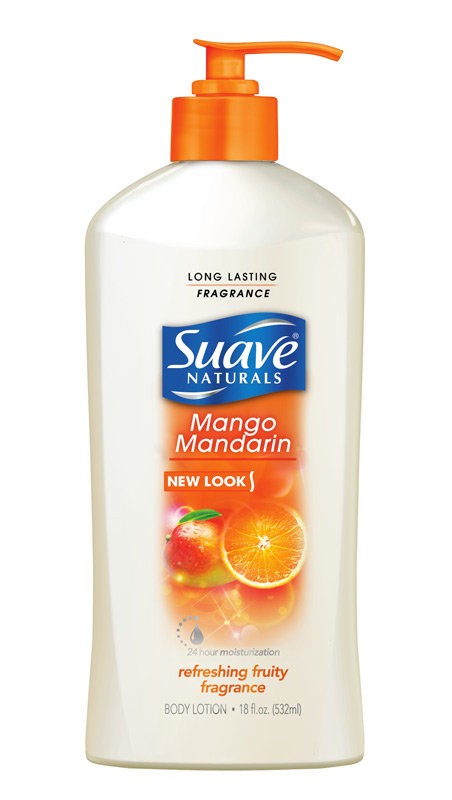 LONG LASTING
FRAGRANCE
Suave®
NATURALS
Mango
Mandarin
NEW LOOK
24 hour moisturization
refreshing fruity
fragrance
BODY LOTION • 18 fl.oz. (532ml)